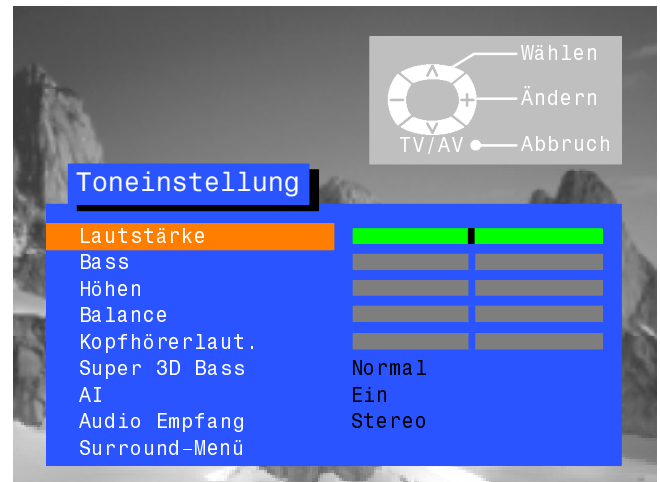 Wählen
Ändern
TV/AV Abbruch
Toneinstellung
Lautstärke
Bass
Höhen
Balance
Kopfhörerlaut.
Super 3D Bass Normal
AI Ein
Audio Empfang Stereo
Surround-Menü